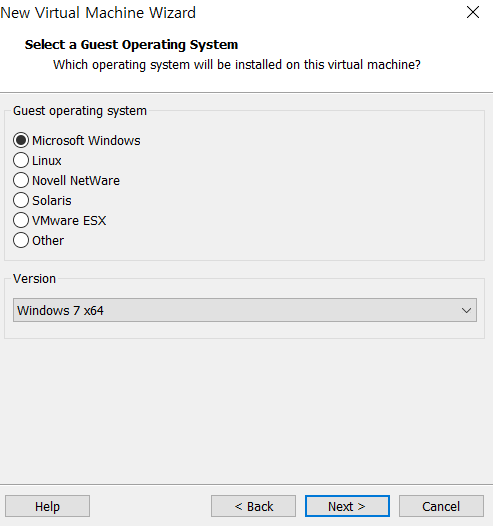 New Virtual Machine Wizard
Select a Guest Operating System
Which operating system will be installed on this virtual machine?
Guest operating system
Microsoft Windows
Linux
Novell NetWare
Solaris
VMware ESX
Other
Version
Windows 7 x64
Help
< Back
Next >
Cancel